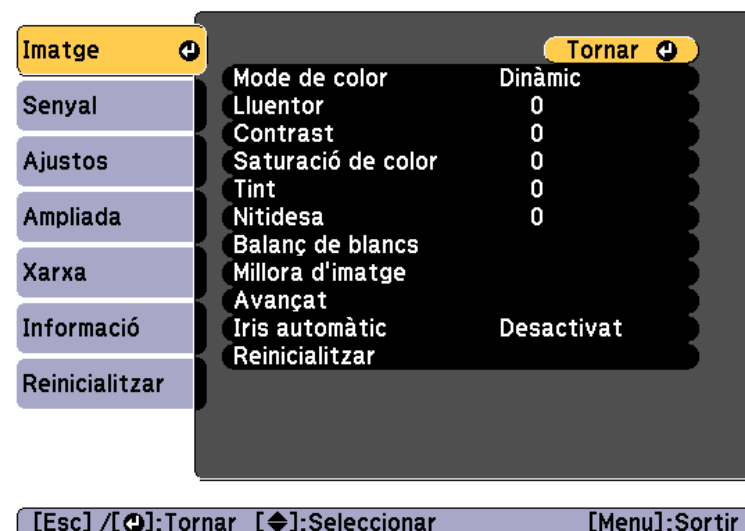 Imatge
Senyal
Ajustos
Ampliada
Xarxa
Informació
Reinicialitzar
Tornar
Mode de color Dinàmic
Lluentor 0
Contrast 0
Saturació de color 0
Tint 0
Nitidesa 0
Balanç de blancs
Millora d'imatge
Avançat
Iris automàtic Desactivat
Reinicialitzar
[Esc] /[⏎]:Tornar [◆]:Seleccionar [Menu]:Sortir